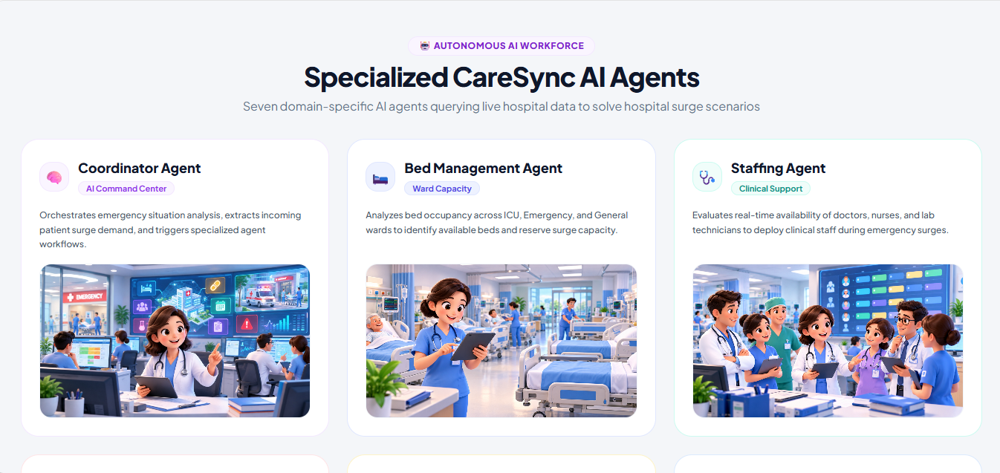 AUTONOMOUS AI WORKFORCE
Specialized CareSync AI Agents
Seven domain-specific AI agents querying live hospital data to solve hospital surge scenarios
Coordinator Agent
AI Command Center
Orchestrates emergency situation analysis, extracts incoming
patient surge demand, and triggers specialized agent
workflows.
EMERGENCY
Bed Management Agent
Ward Capacity
Analyzes bed occupancy across ICU, Emergency, and General
wards to identify available beds and reserve surge capacity.
Staffing Agent
Clinical Support
Evaluates real-time availability of doctors, nurses, and lab
technicians to deploy clinical staff during emergency surges.